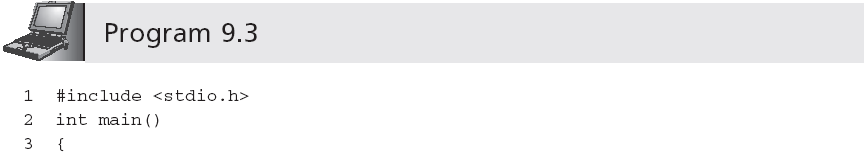 Program 9.3
1 #include <stdio.h>
2 int main()
3 {